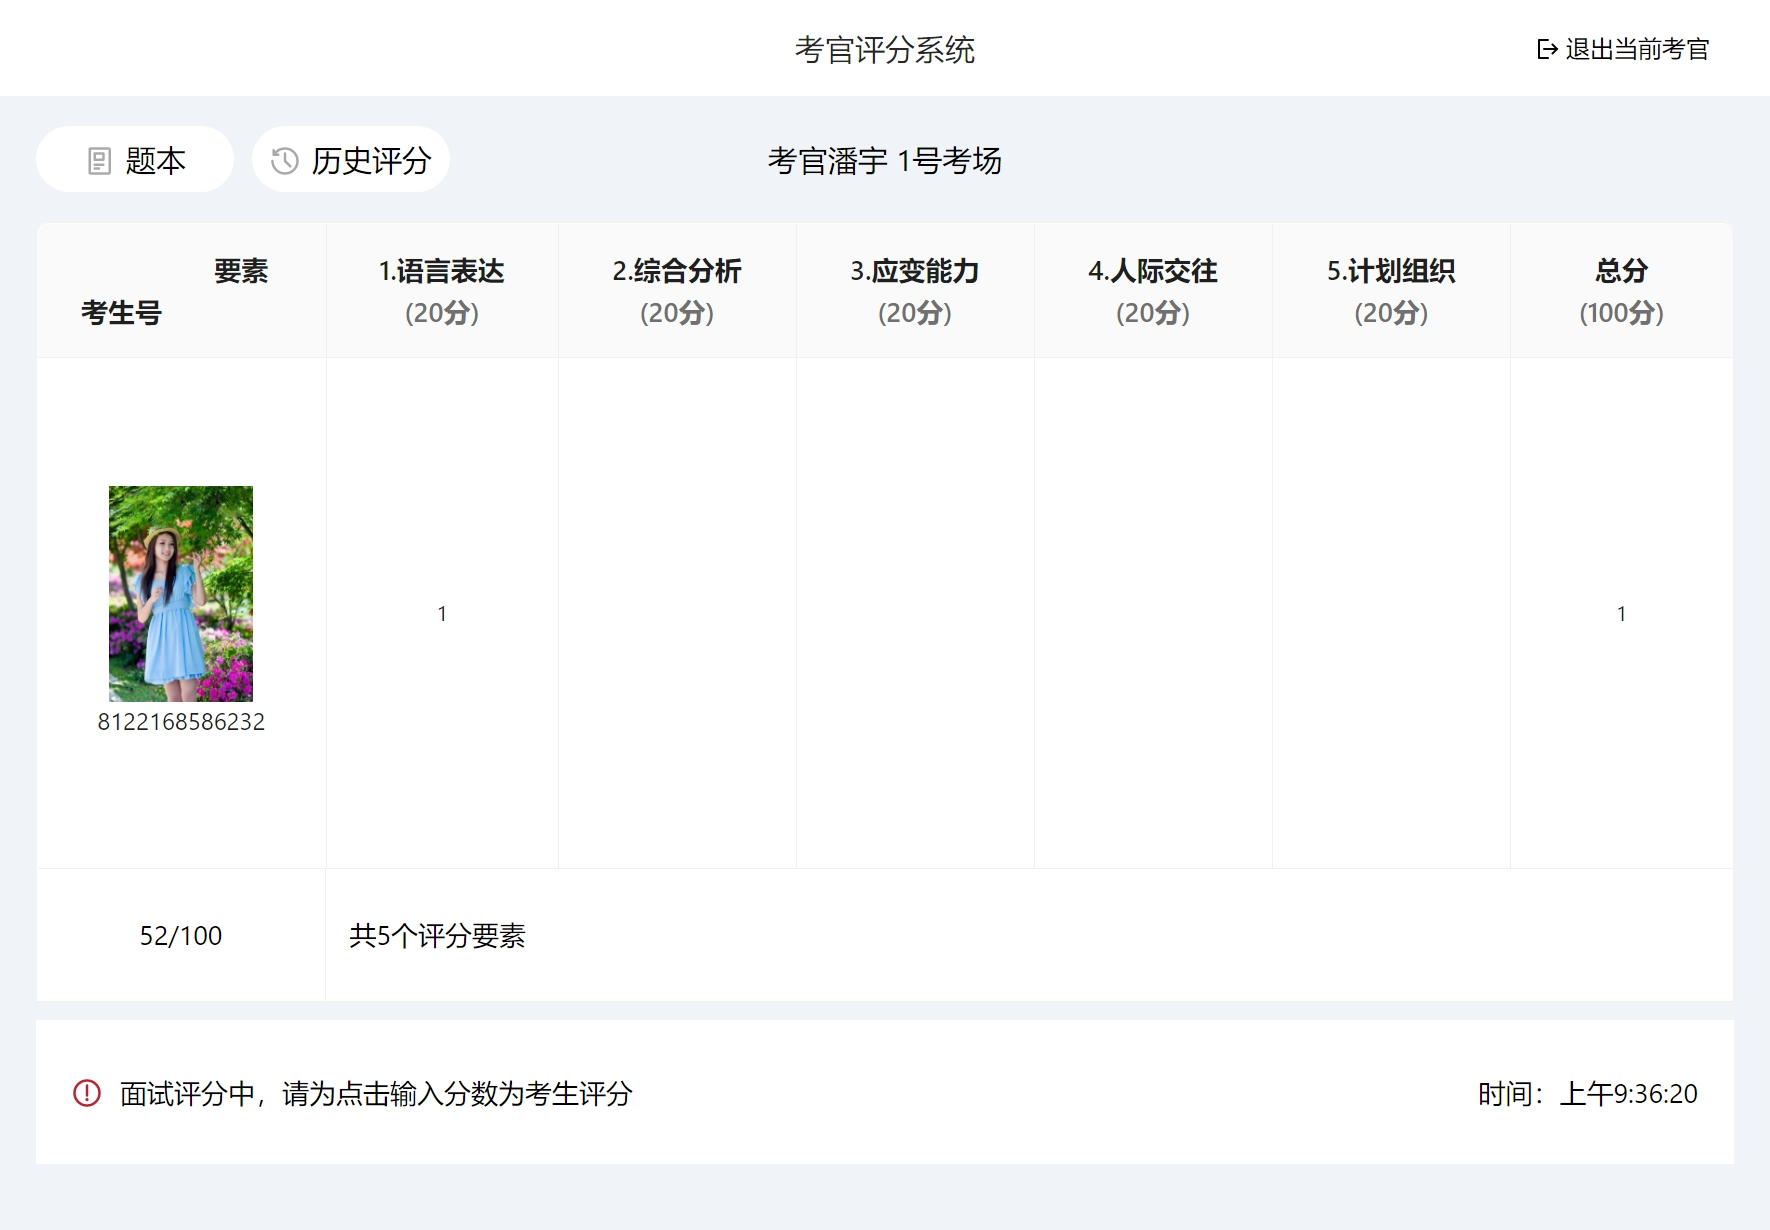 考官评分系统
退出当前考官
题本
历史评分
考官潘宇 1号考场
要素
考生号
1.语言表达
(20分)
2.综合分析
(20分)
3.应变能力
(20分)
4.人际交往
(20分)
5.计划组织
(20分)
总分
(100分)
8122168586232
1
1
52/100
共5个评分要素
面试评分中，请为点击输入分数为考生评分
时间：上午9:36:20